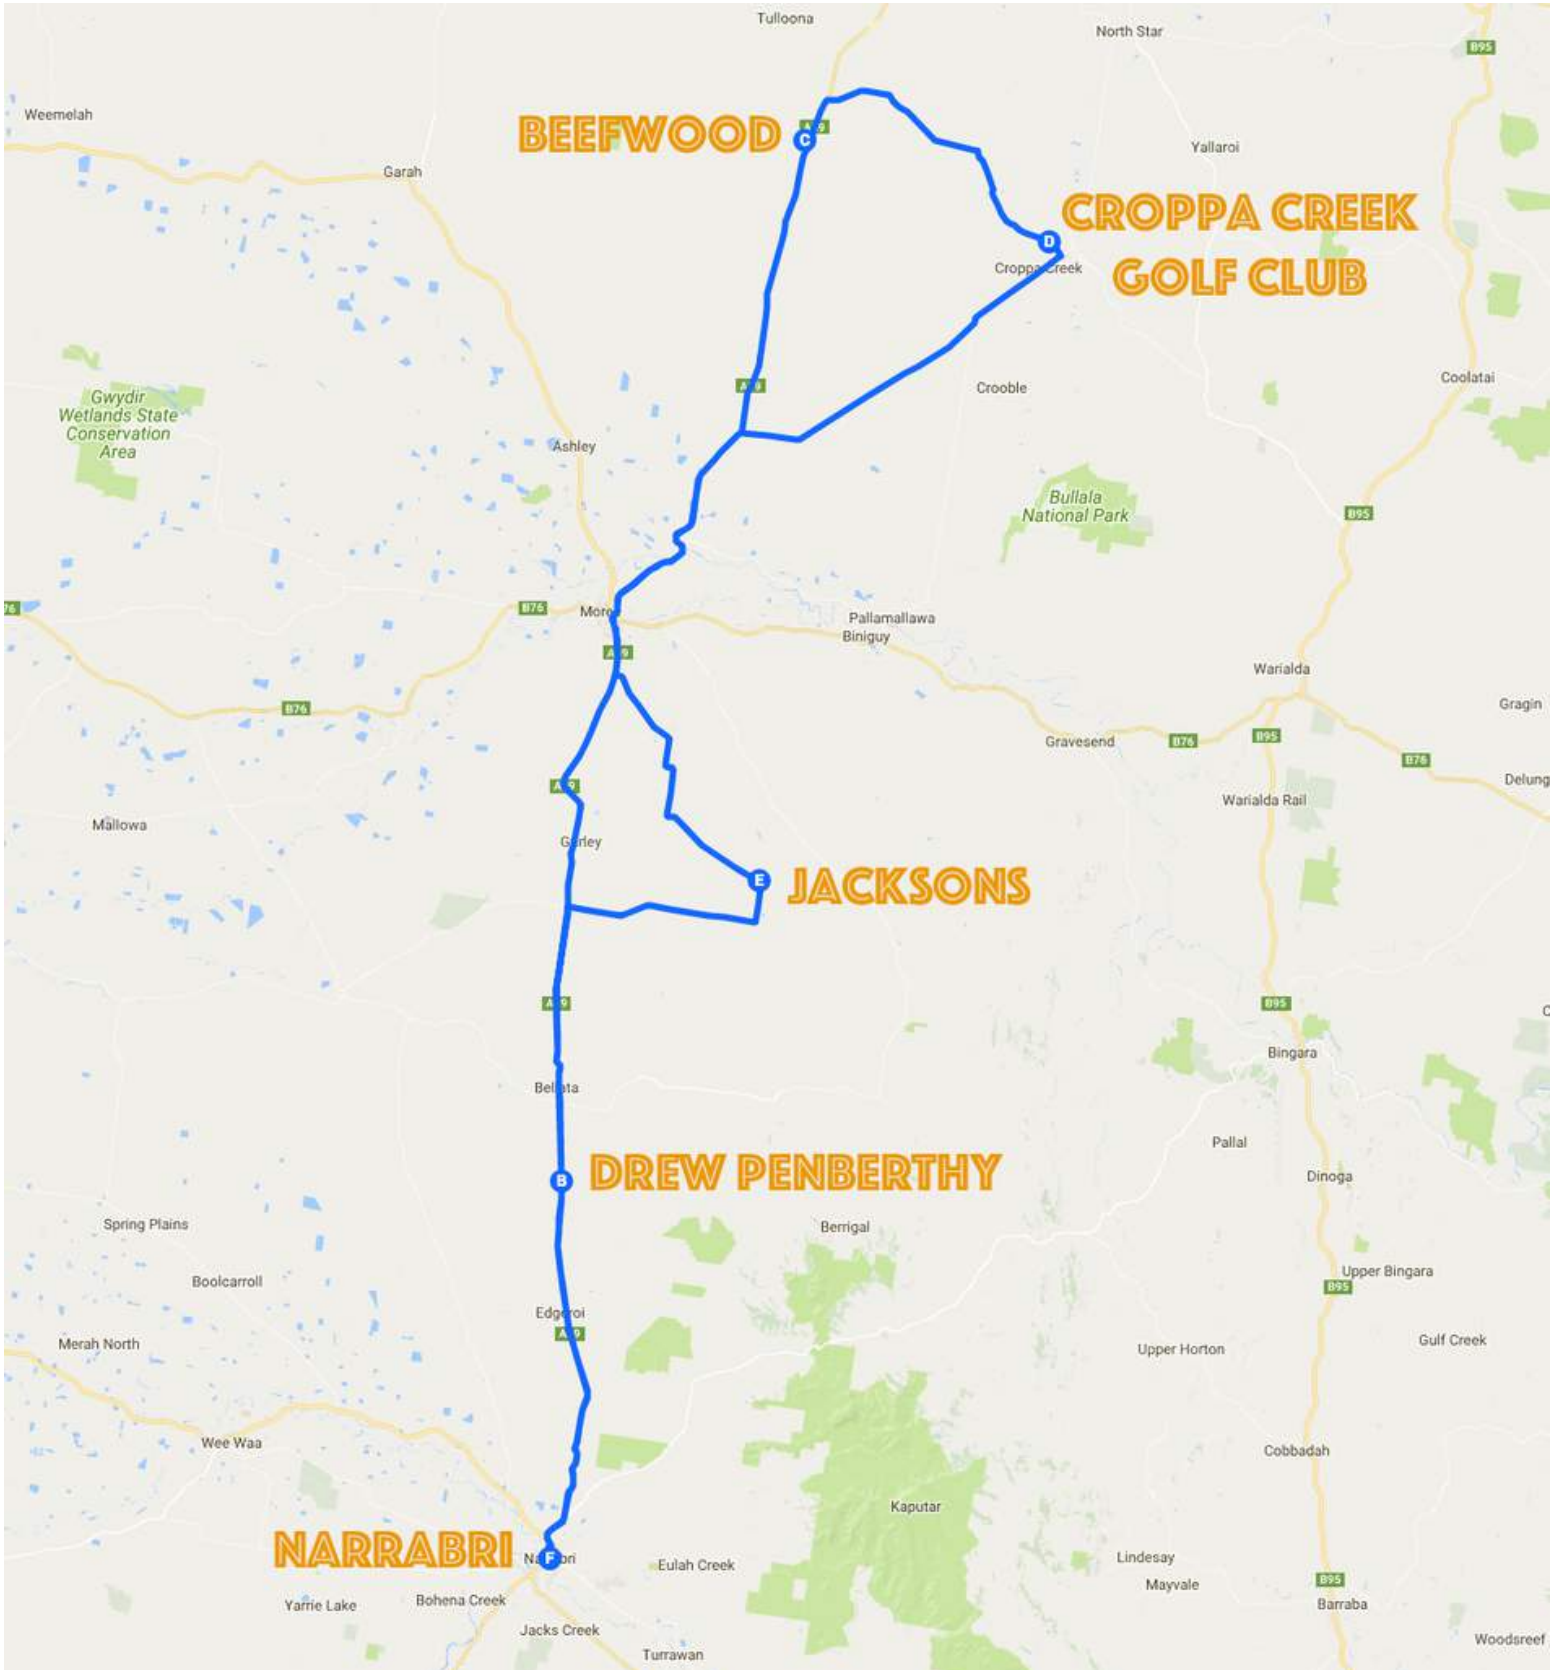 Tulloona
North Star
B95
Weemelah
BEEFWOOD
C
Yallaroi
Garah
CROPPA CREEK
D
GOLF CLUB
Crooble
Coolatai
Gwydir
Wetlands State
Conservation
Area
Ashley
Bullala
National Park
B95
76
B76
Pallamallawa
Biniguy
Warialda
Gragin
B76
Gravesend
B76
B95
B76
Delung
Warialda Rail
Mallowa
E
JACKSONS
B95
Bingara
Pallal
Dinoga
B
DREW PENBERTHY
Spring Plains
Berrigal
Boolcarroll
Upper Bingara
B95
Merah North
Upper Horton
Gulf Creek
Wee Waa
Cobbadah
Kaputar
NARRABRI
F
Eulah Creek
Lindesay
Mayvale
B95
Barraba
Yarrie Lake
Bohena Creek
Jacks Creek
Turrawan
Woodsreef